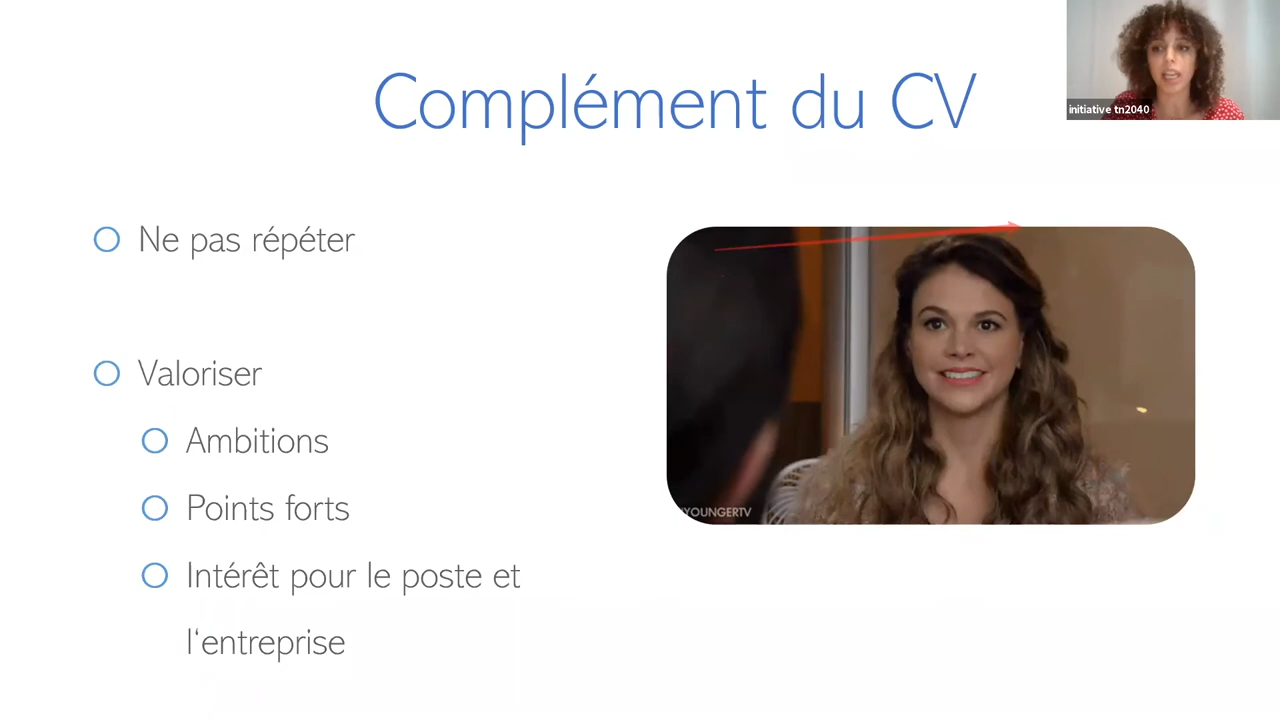 Complément du CV
initiative tn2040
Ne pas répéter
Valoriser
Ambitions
Points forts
Intérêt pour le poste et
l'entreprise
YOUNGERTV